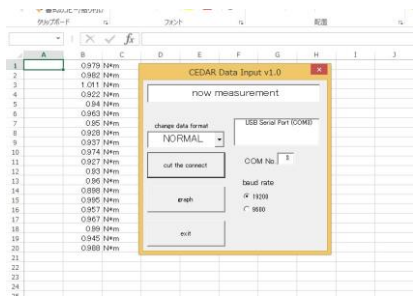 クリップボード フォント 配置
fx
A B C D E F G H I J
1 0.979 N*m
2 0.982 N*m
3 1.011 N*m
4 0.922 N*m
5 0.94 N*m
6 0.963 N*m
7 0.95 N*m
8 0.928 N*m
9 0.937 N*m
10 0.974 N*m
11 0.927 N*m
12 0.93 N*m
13 0.96 N*m
14 0.898 N*m
15 0.995 N*m
16 0.957 N*m
17 0.967 N*m
18 0.99 N*m
19 0.945 N*m
20 0.988 N*m
21
22
23
24
CEDAR Data Input v1.0
now measurement
change data format
NORMAL
USB Serial Port (COM3)
cut the connect
COM No. 3
beud rate
graph
19200
9600
exit